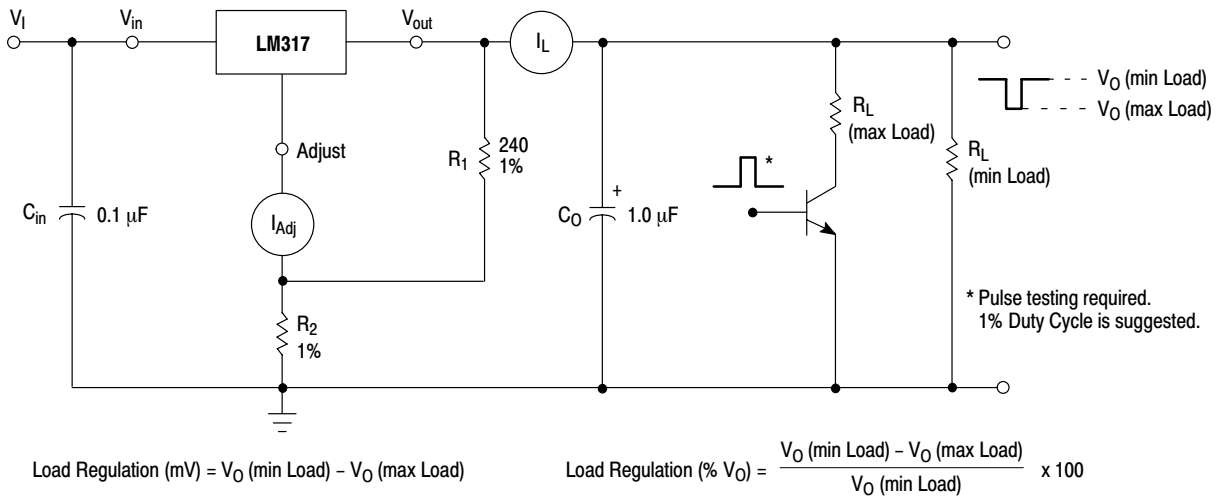 V_I
V_in
LM317
V_out
I_L
V_O (min Load)
V_O (max Load)
R_L
(max Load)
240
R_1
1%
Adjust
*
R_L
(min Load)
C_in
0.1 μF
I_Adj
+
C_O
1.0 μF
R_2
1%
* Pulse testing required.
1% Duty Cycle is suggested.
Load Regulation (mV) = V_O (min Load) – V_O (max Load)
Load Regulation (% V_O) = V_O (min Load) – V_O (max Load)
V_O (min Load)
x 100